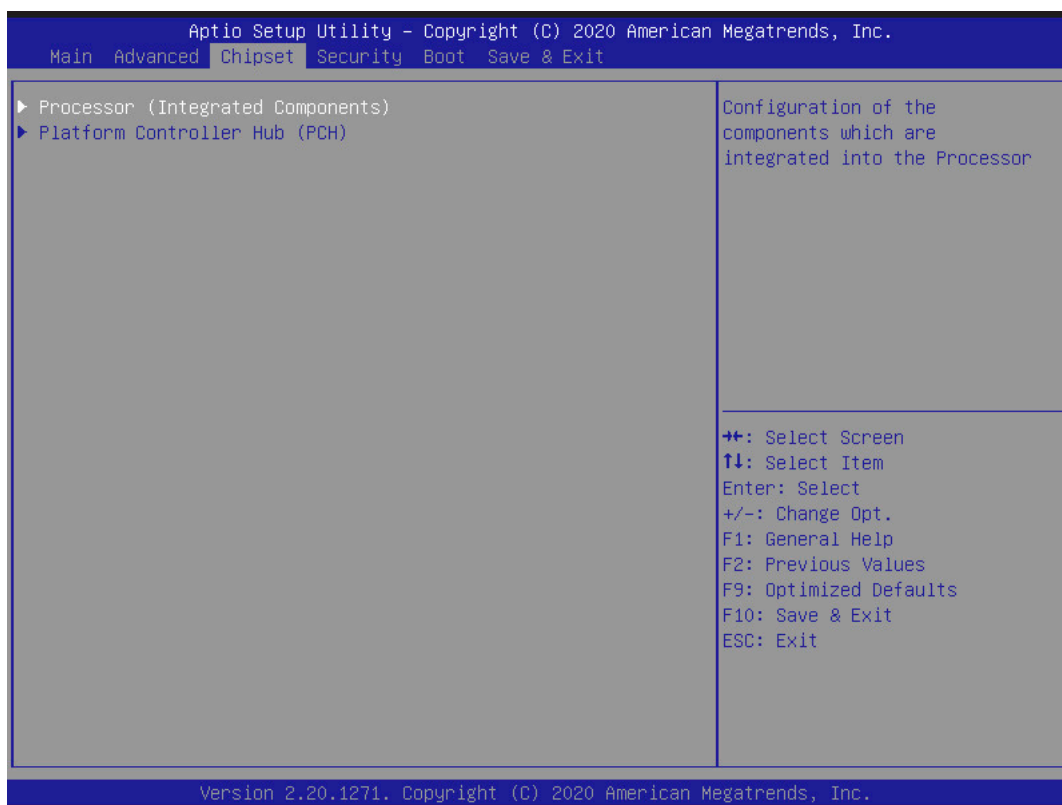 Aptio Setup Utility – Copyright (C) 2020 American Megatrends, Inc.
Main Advanced Chipset Security Boot Save & Exit
▶ Processor (Integrated Components)
▶ Platform Controller Hub (PCH)
Configuration of the
components which are
integrated into the Processor
→←: Select Screen
↑↓: Select Item
Enter: Select
+/-: Change Opt.
F1: General Help
F2: Previous Values
F9: Optimized Defaults
F10: Save & Exit
ESC: Exit
Version 2.20.1271. Copyright (C) 2020 American Megatrends, Inc.